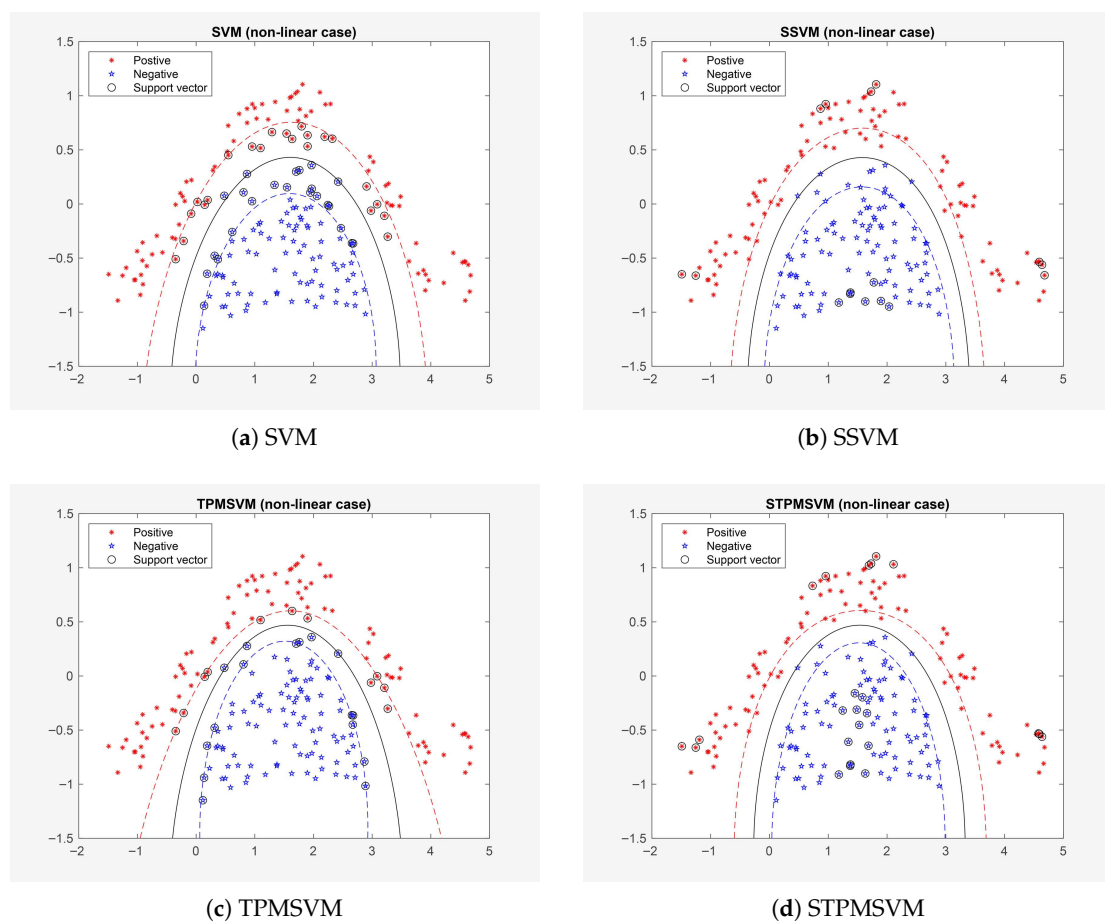 SVM (non-linear case)
1.5
1
0.5
0
−0.5
−1
−1.5
Postive
Negative
Support vector
−2 −1 0 1 2 3 4 5
(a) SVM
SSVM (non-linear case)
1.5
1
0.5
0
−0.5
−1
−1.5
Postive
Negative
Support vector
−2 −1 0 1 2 3 4 5
(b) SSVM
TPMSVM (non-linear case)
1.5
1
0.5
0
−0.5
−1
−1.5
Positive
Negative
Support vector
−2 −1 0 1 2 3 4 5
(c) TPMSVM
STPMSVM (non-linear case)
1.5
1
0.5
0
−0.5
−1
−1.5
Positive
Negative
Support vector
−2 −1 0 1 2 3 4 5
(d) STPMSVM